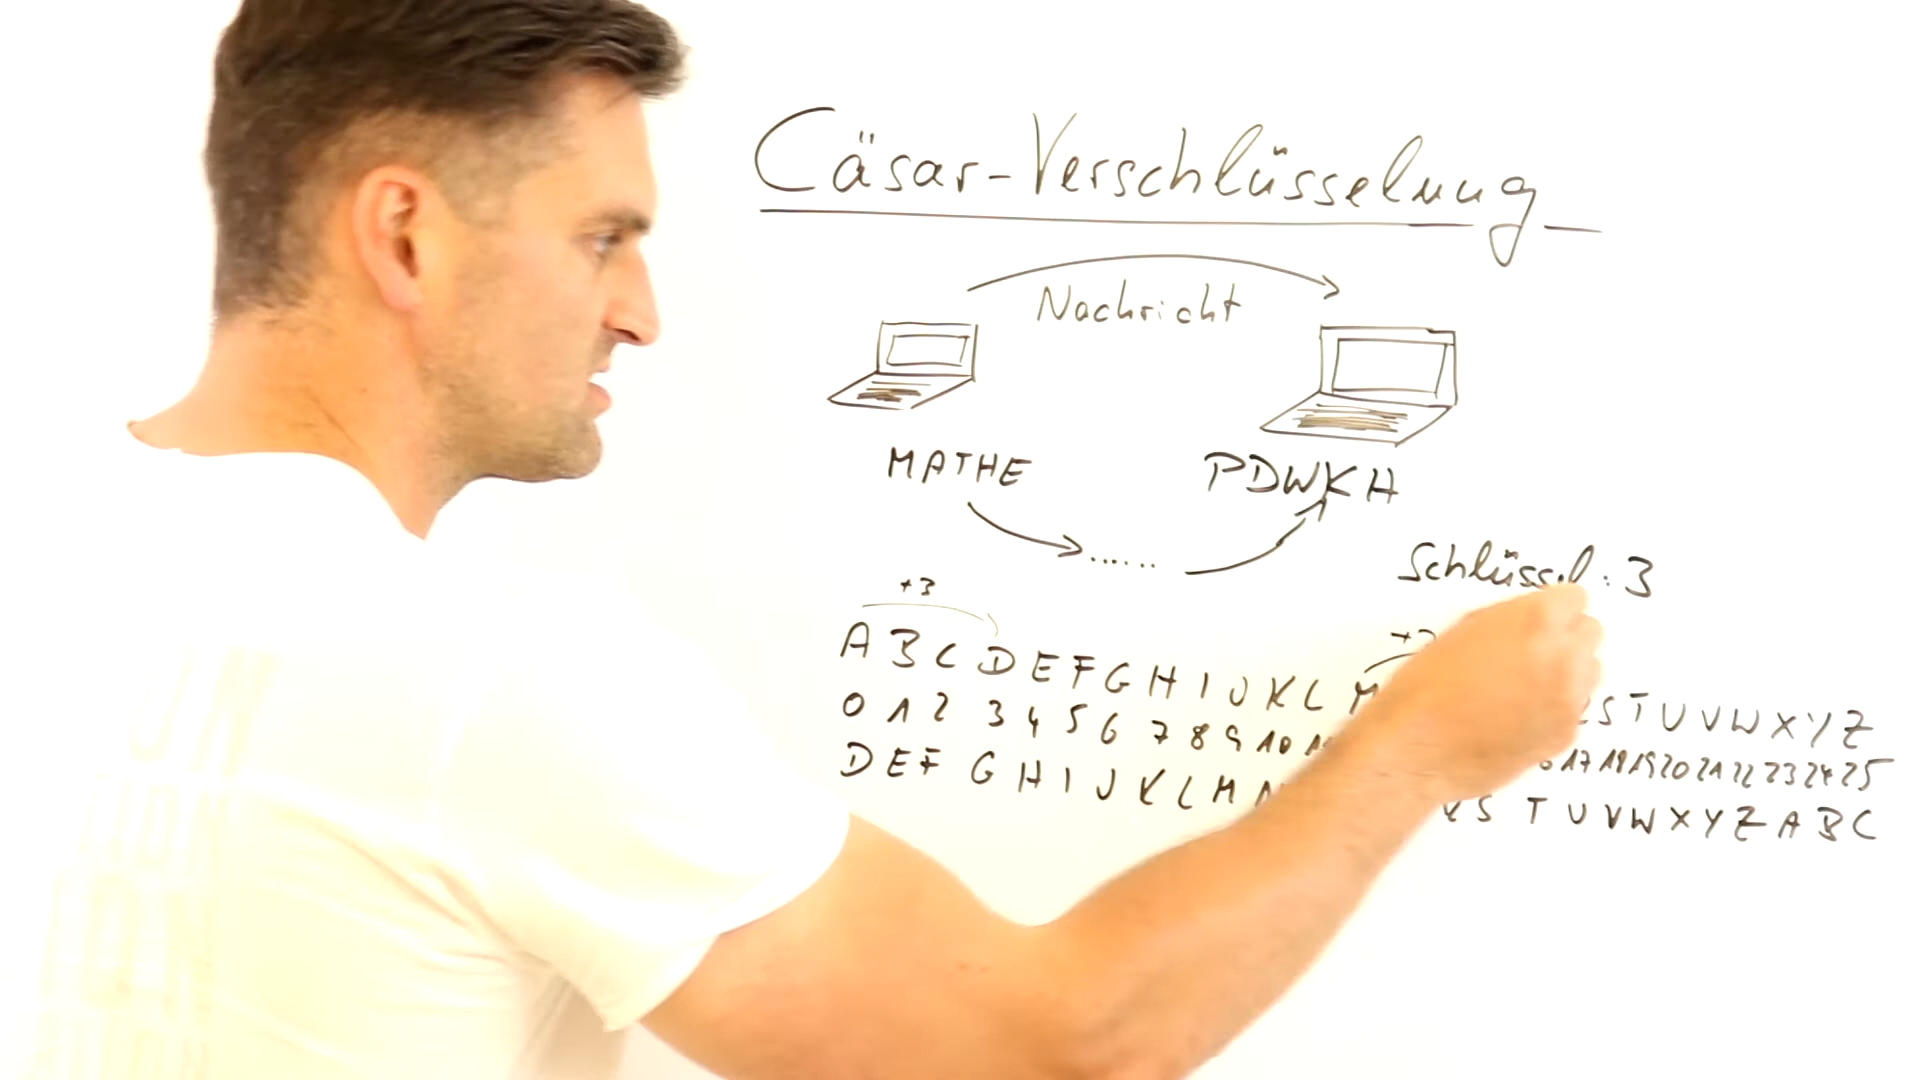 Cäsar-Verschlüsselung
Nachricht
MATHE PDWKH
......
Schlüssel: 3
+3
A B C D E F G H I J K L M S T U V W X Y Z
0 1 2 3 4 5 6 7 8 9 10 17 18 19 20 21 22 23 24 25
D E F G H I J K L M N S T U V W X Y Z A B C